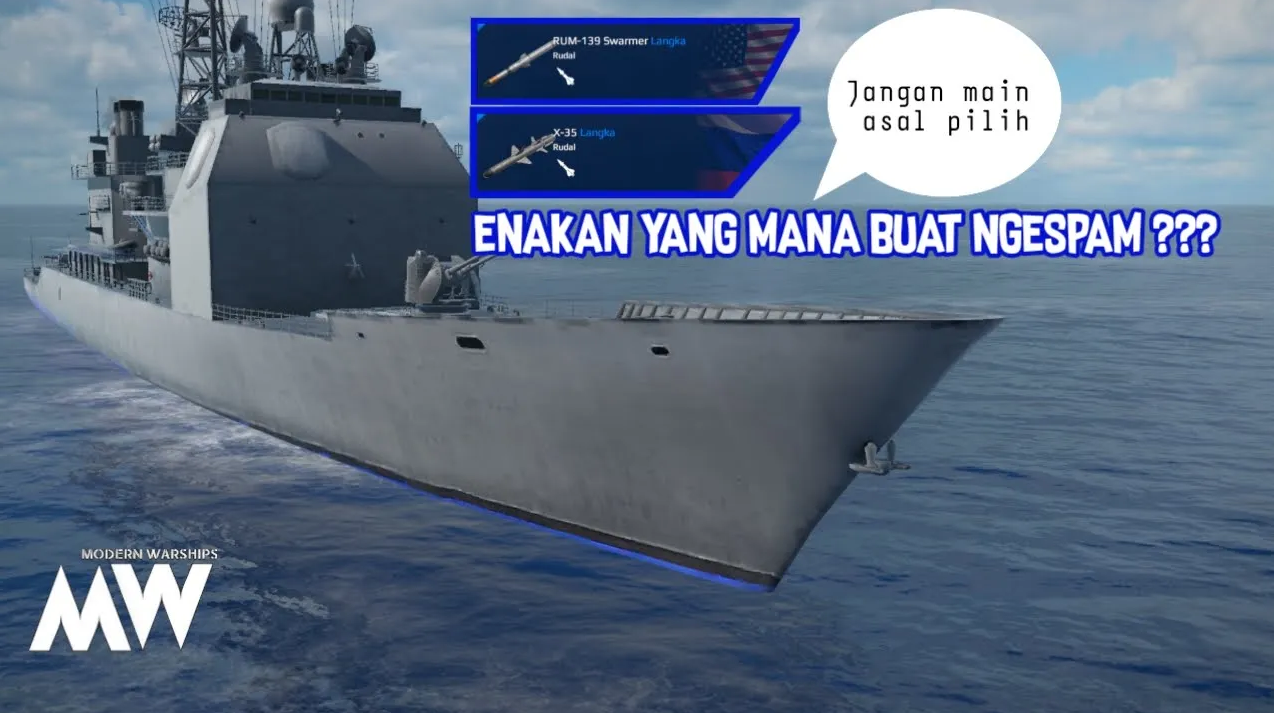 RUM-139 Swarmer Langka
Rudal
X-35 Langka
Rudal
Jangan main
asal pilih
ENAKAN YANG MANA BUAT NGESPAM ???
MODERN WARSHIPS
MW